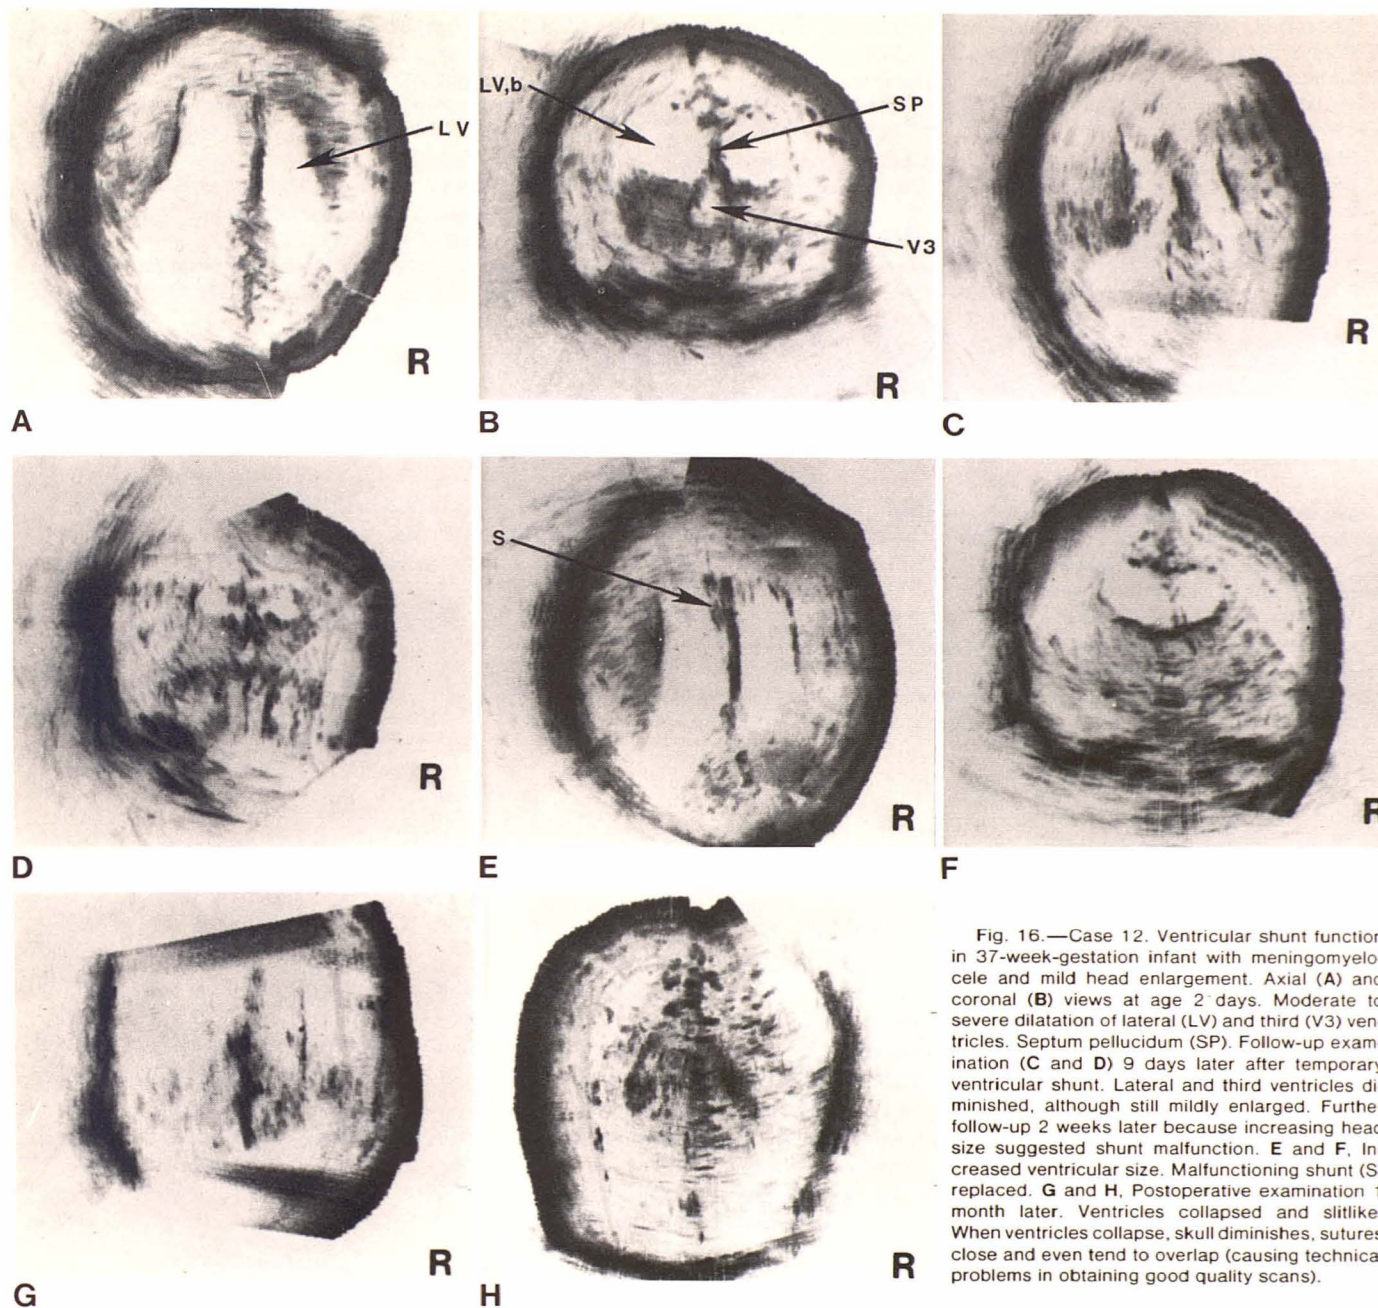 LV
R
A
LV,b
SP
V3
R
B
R
C
R
D
S
R
E
R
F
R
G
R
H
Fig. 16.—Case 12. Ventricular shunt function
in 37-week-gestation infant with meningomyelo-
cele and mild head enlargement. Axial (A) and
coronal (B) views at age 2 days. Moderate to
severe dilatation of lateral (LV) and third (V3) ven-
tricles. Septum pellucidum (SP). Follow-up exam-
ination (C and D) 9 days later after temporary
ventricular shunt. Lateral and third ventricles di-
minished, although still mildly enlarged. Further
follow-up 2 weeks later because increasing head
size suggested shunt malfunction. E and F, In-
creased ventricular size. Malfunctioning shunt (S)
replaced. G and H, Postoperative examination 1
month later. Ventricles collapsed and slitlike.
When ventricles collapse, skull diminishes, sutures
close and even tend to overlap (causing technical
problems in obtaining good quality scans).